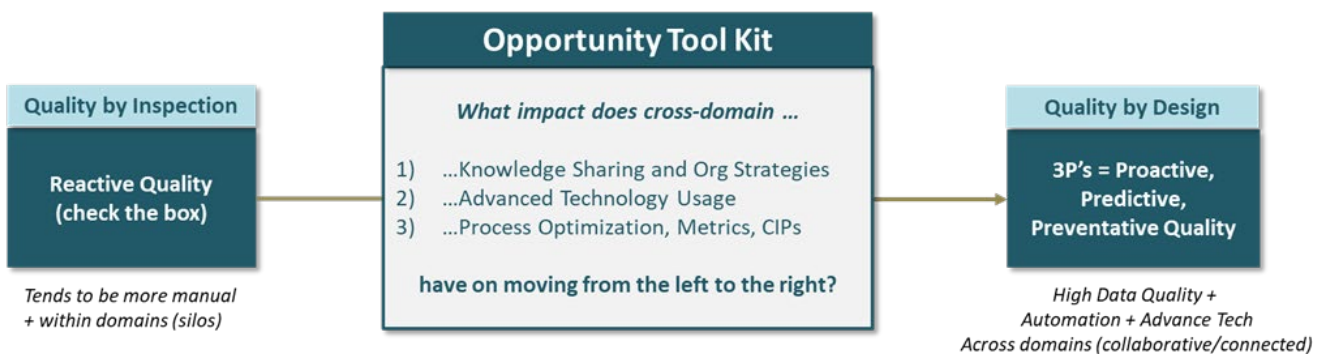 Opportunity Tool Kit
Quality by Inspection
Reactive Quality
(check the box)
Tends to be more manual
+ within domains (silos)
What impact does cross-domain ...
1) ...Knowledge Sharing and Org Strategies
2) ...Advanced Technology Usage
3) ...Process Optimization, Metrics, CIPs
have on moving from the left to the right?
Quality by Design
3P's = Proactive,
Predictive,
Preventative Quality
High Data Quality +
Automation + Advance Tech
Across domains (collaborative/connected)